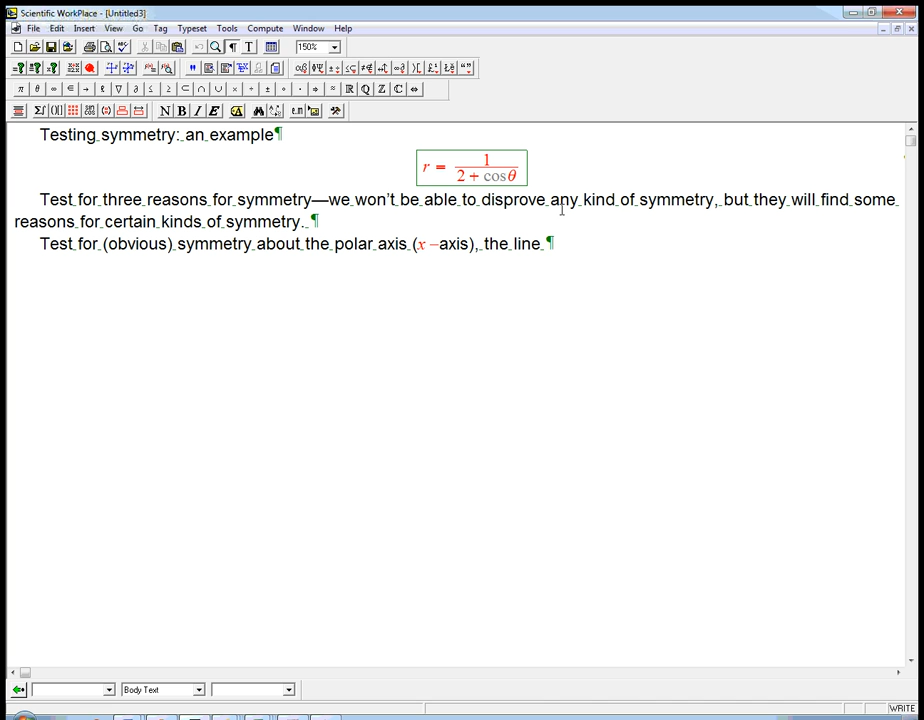 Scientific WorkPlace - [Untitled3]
File Edit Insert View Go Tag Typeset Tools Compute Window Help
150%
N B I E
Testing symmetry: an example¶
r = 1/(2 + cosθ)
Test for three reasons for symmetry—we won't be able to disprove any kind of symmetry, but they will find some
reasons for certain kinds of symmetry. ¶
Test for (obvious) symmetry about the polar axis (x –axis), the line ¶
Body Text
WRITE